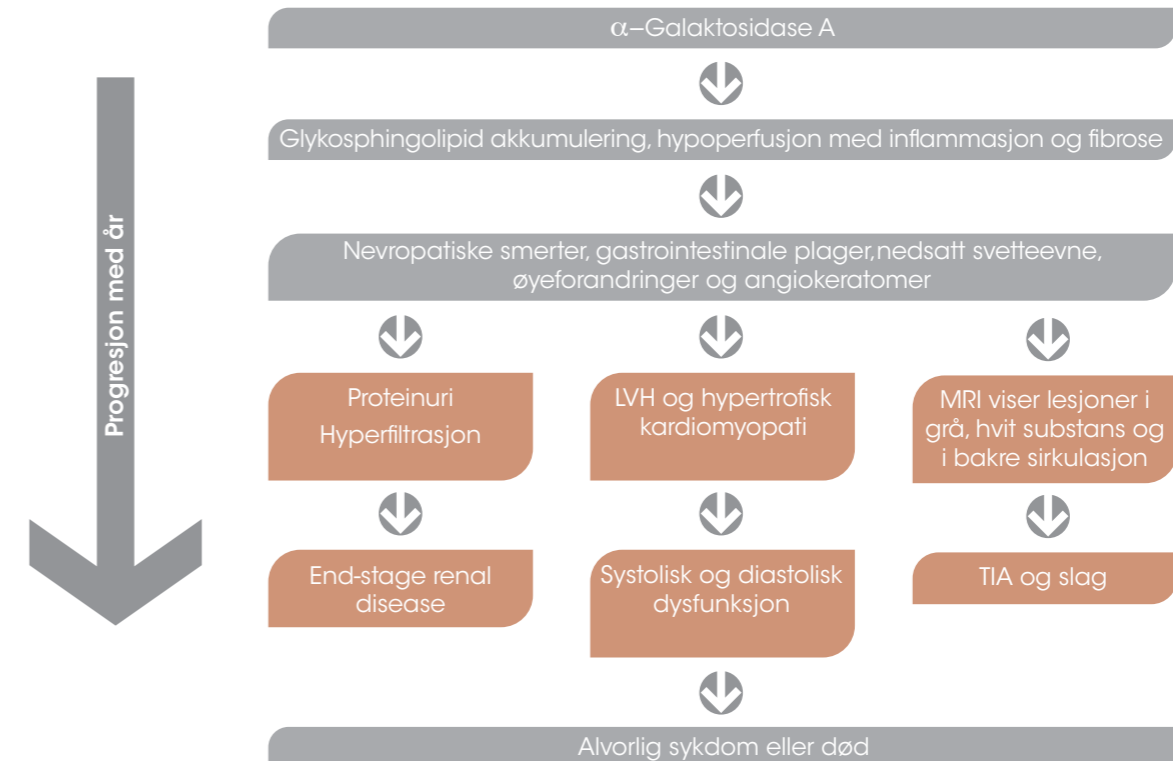 α–Galaktosidase A
Glykosphingolipid akkumulering, hypoperfusjon med inflammasjon og fibrose
Progresjon med år
Nevropatiske smerter, gastrointestinale plager,nedsatt svetteevne,
øyeforandringer og angiokeratomer
Proteinuri
Hyperfiltrasjon
LVH og hypertrofisk
kardiomyopati
MRI viser lesjoner i
grå, hvit substans og
i bakre sirkulasjon
End-stage renal
disease
Systolisk og diastolisk
dysfunksjon
TIA og slag
Alvorlig sykdom eller død